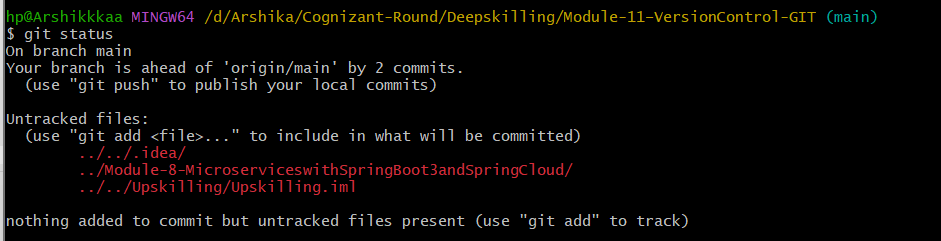 hp@Arshikkkaa MINGW64 /d/Arshika/Cognizant-Round/Deepskilling/Module-11-VersionControl-GIT (main)
$ git status
On branch main
Your branch is ahead of 'origin/main' by 2 commits.
  (use "git push" to publish your local commits)

Untracked files:
  (use "git add <file>..." to include in what will be committed)
        ../../.idea/
        ../Module-8-MicroserviceswithSpringBoot3andSpringCloud/
        ../../Upskilling/Upskilling.iml

nothing added to commit but untracked files present (use "git add" to track)